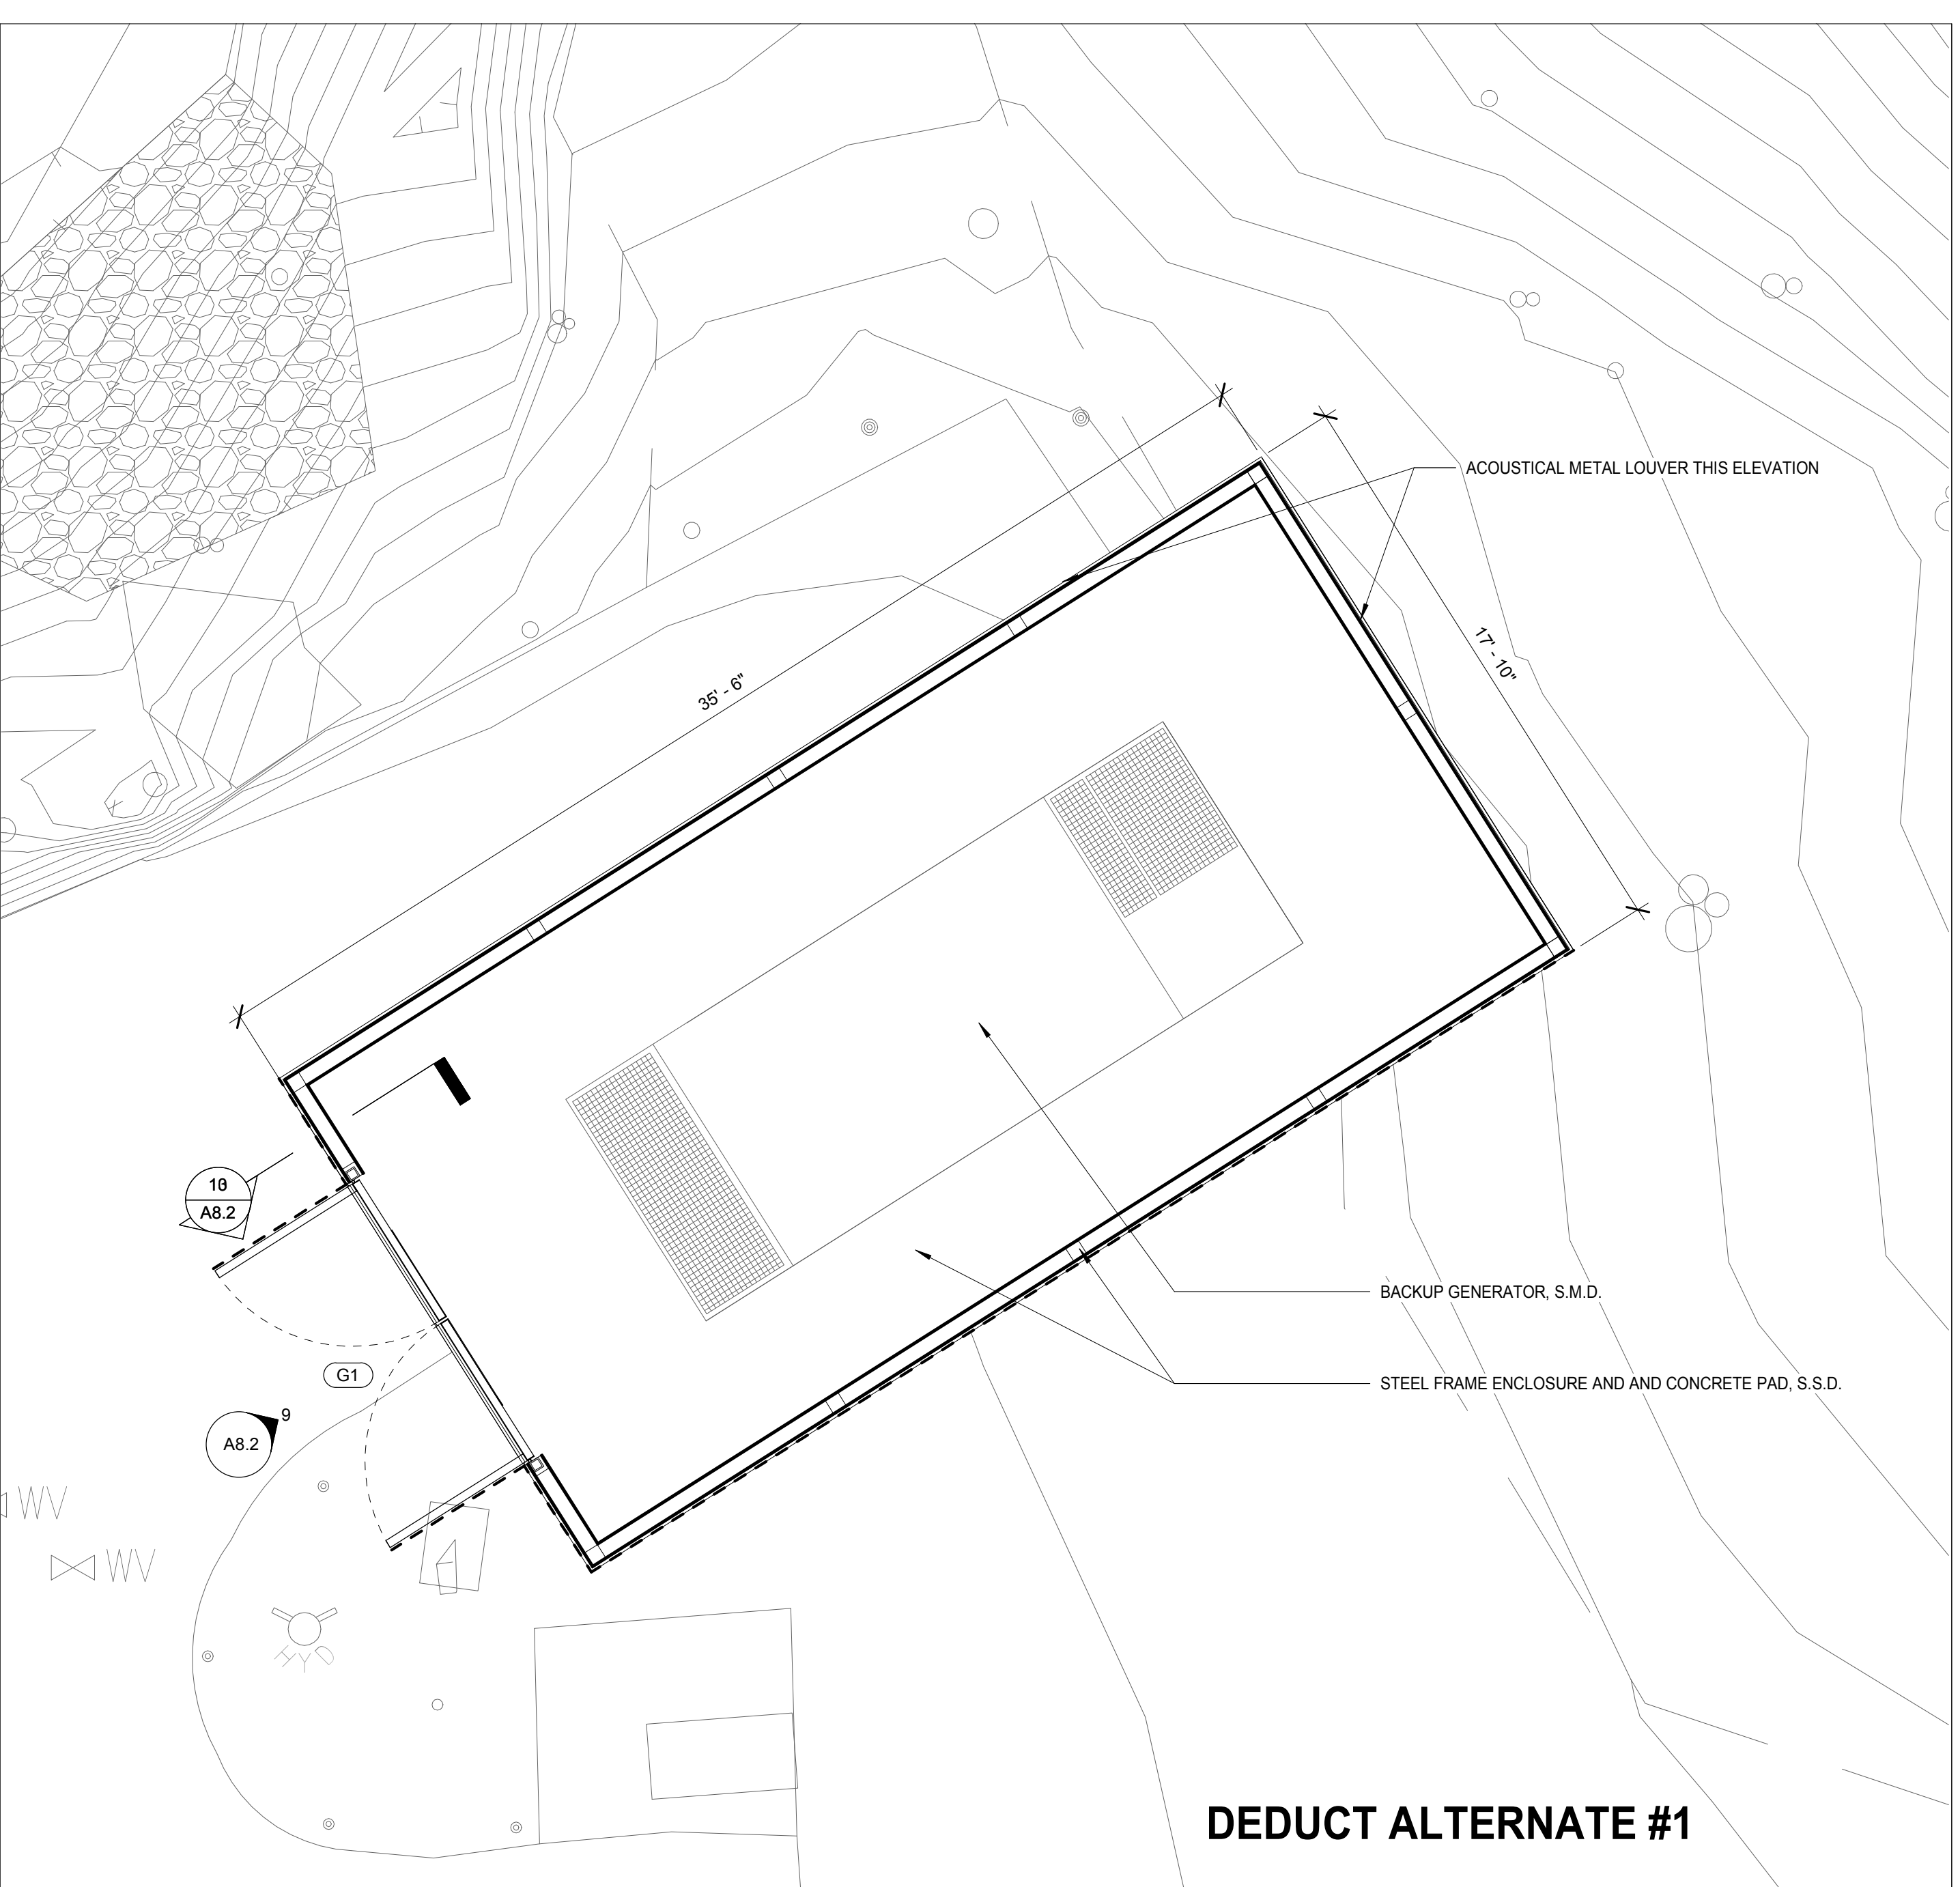 ACOUSTICAL METAL LOUVER THIS ELEVATION
17' - 10"
35' - 6"
A8.2
BACKUP GENERATOR, S.M.D.
G1
STEEL FRAME ENCLOSURE AND AND CONCRETE PAD, S.S.D.
9
A8.2
WV
WV
HYD
DEDUCT ALTERNATE #1